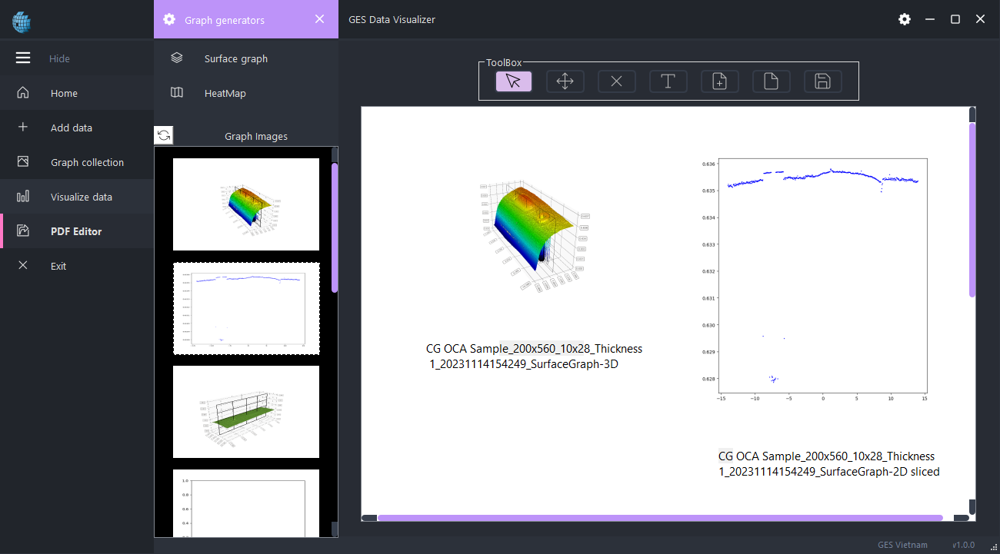 Graph generators
GES Data Visualizer
Hide
Surface graph
ToolBox
Home
HeatMap
Add data
Graph Images
Graph collection
Visualize data
PDF Editor
Exit
CG OCA Sample_200x560_10x28_Thickness
1_20231114154249_SurfaceGraph-3D
0.636
0.635
0.634
0.633
0.632
0.631
0.630
0.629
0.628
−15
−10
−5
0
5
10
15
CG OCA Sample_200x560_10x28_Thickness
1_20231114154249_SurfaceGraph-2D sliced
1.0
0.8
0.6
0.4
GES Vietnam
v1.0.0